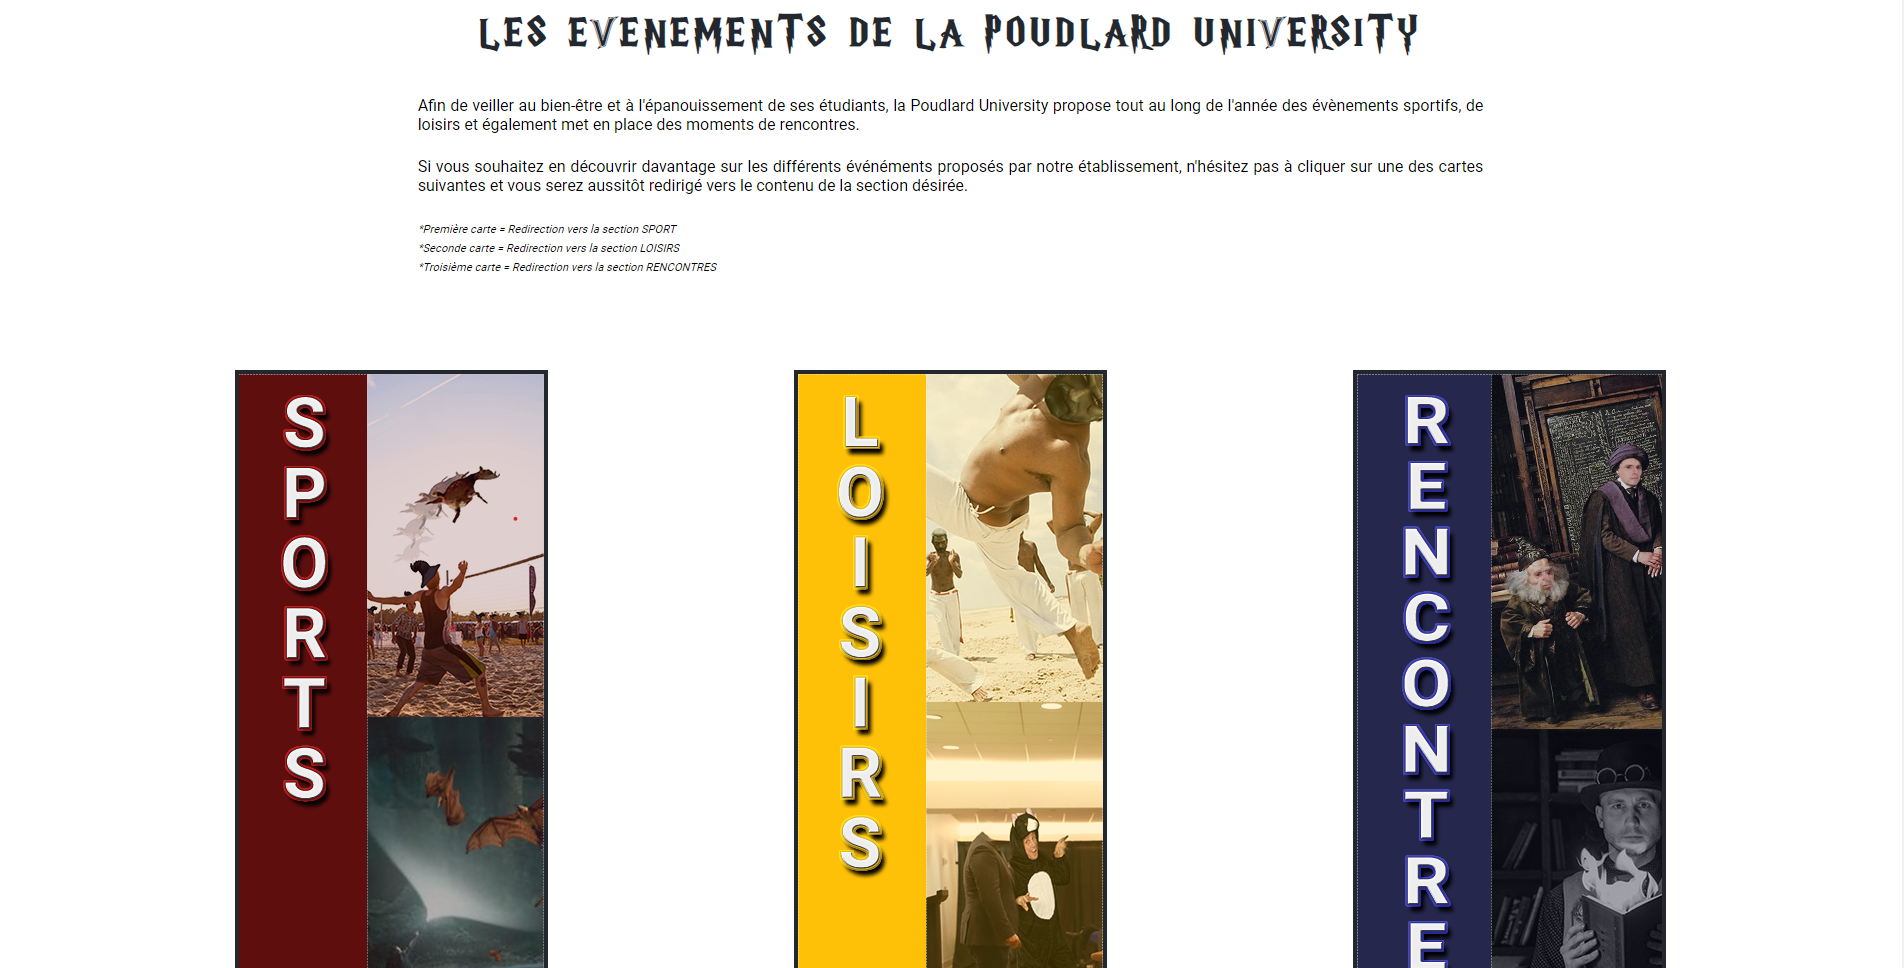 LES EVENEMENTS DE LA POUDLARD UNIVERSITY
Afin de veiller au bien-être et à l'épanouissement de ses étudiants, la Poudlard University propose tout au long de l'année des évènements sportifs, de
loisirs et également met en place des moments de rencontres.
Si vous souhaitez en découvrir davantage sur les différents événéments proposés par notre établissement, n'hésitez pas à cliquer sur une des cartes
suivantes et vous serez aussitôt redirigé vers le contenu de la section désirée.
*Première carte = Redirection vers la section SPORT
*Seconde carte = Redirection vers la section LOISIRS
*Troisième carte = Redirection vers la section RENCONTRES
SPORTS
LOISIRS
RENCONTRE